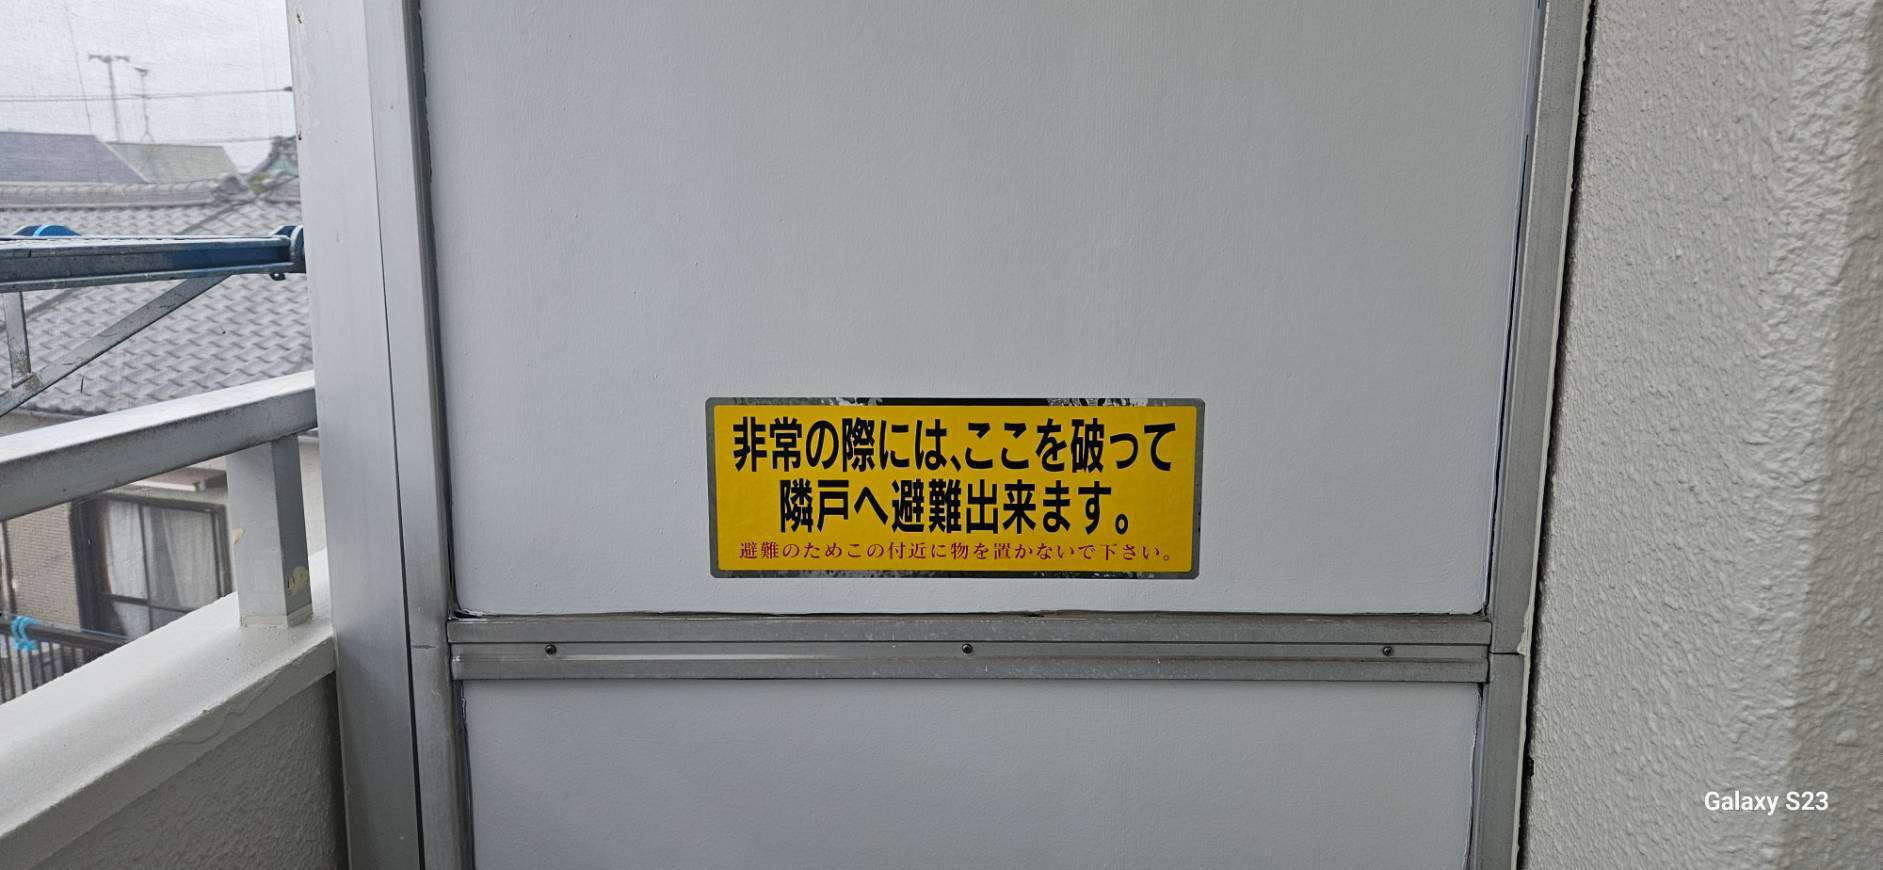 非常の際には、ここを破って
隣戸へ避難出来ます。
避難のためこの付近に物を置かないで下さい。
Galaxy S23